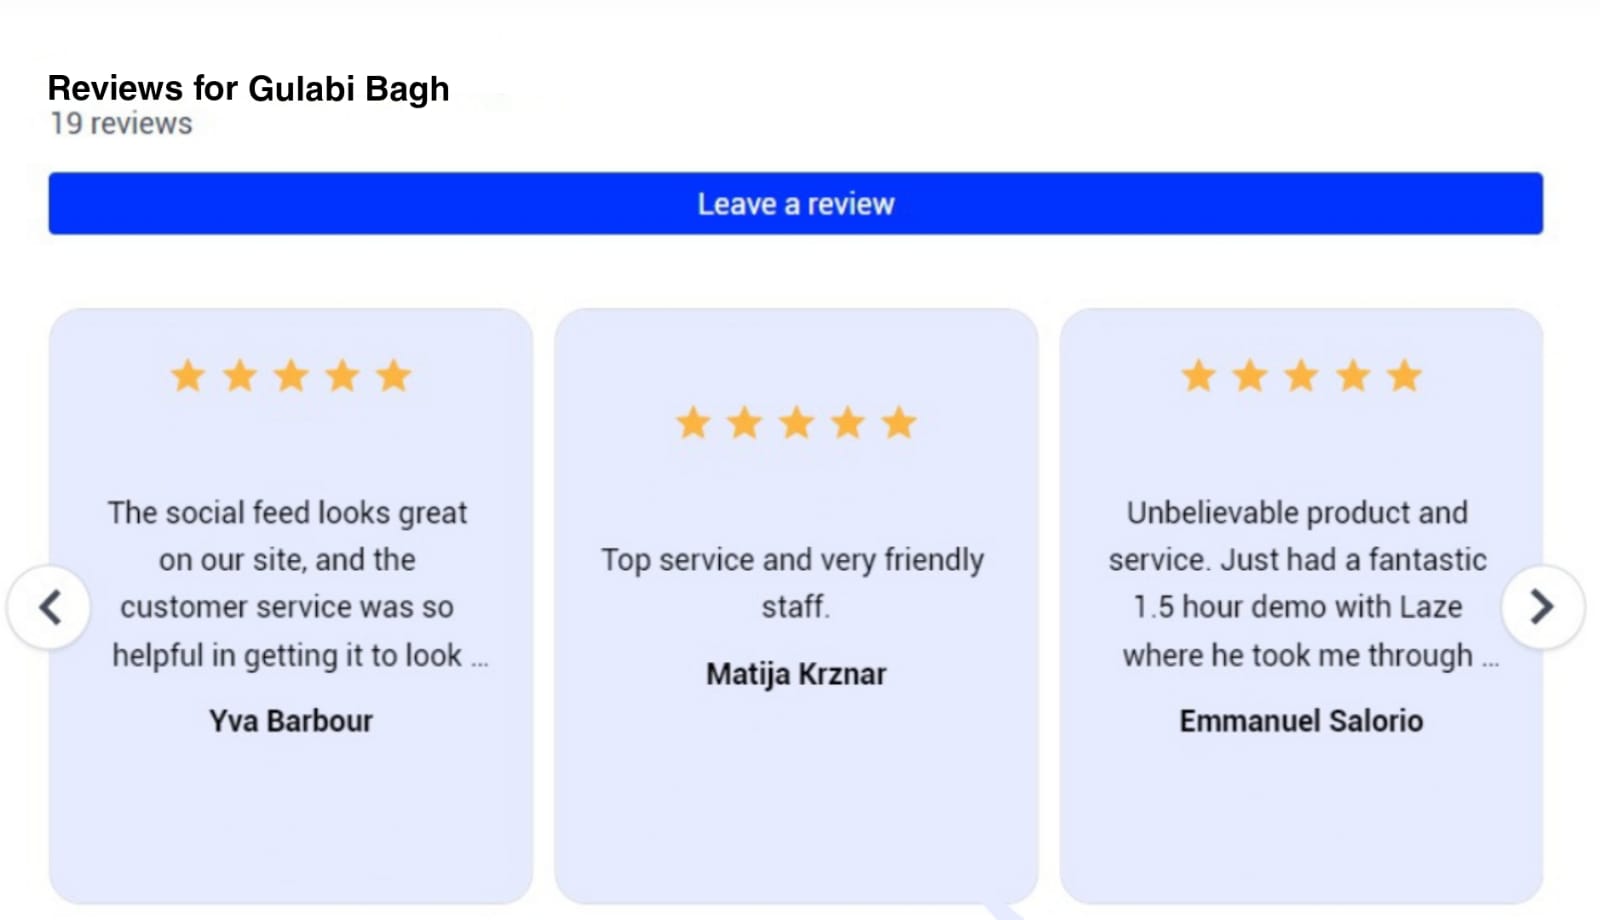 Reviews for Gulabi Bagh
19 reviews
Leave a review
The social feed looks great
on our site, and the
customer service was so
helpful in getting it to look ...
Yva Barbour
Top service and very friendly
staff.
Matija Krznar
Unbelievable product and
service. Just had a fantastic
1.5 hour demo with Laze
where he took me through ...
Emmanuel Salorio